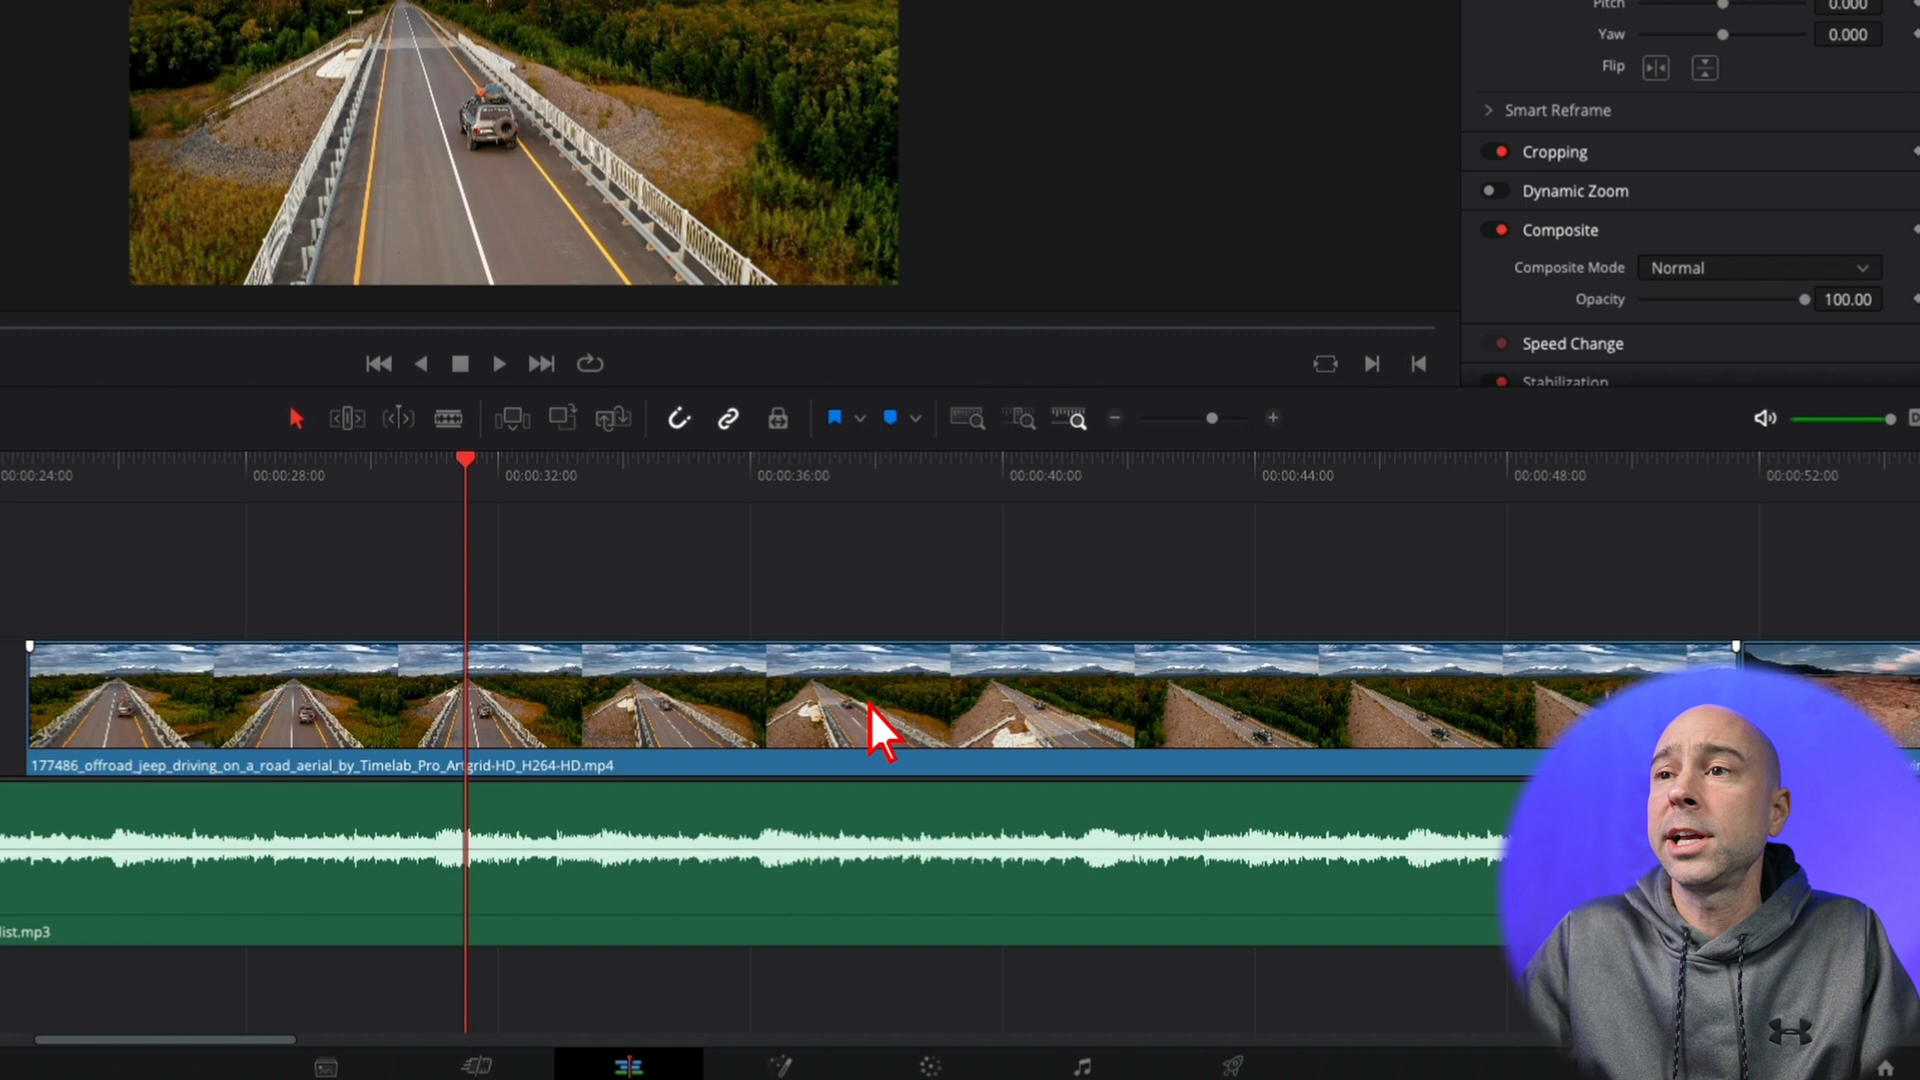 Pitch
0.000
Yaw
0.000
Flip
Smart Reframe
Cropping
Dynamic Zoom
Composite
Composite Mode
Normal
Opacity
100.00
Speed Change
Stabilization
00:00:24:00
00:00:28:00
00:00:32:00
00:00:36:00
00:00:40:00
00:00:44:00
00:00:48:00
00:00:52:00
177486_offroad_jeep_driving_on_a_road_aerial_by_Timelab_Pro_Artgrid-HD_H264-HD.mp4
list.mp3